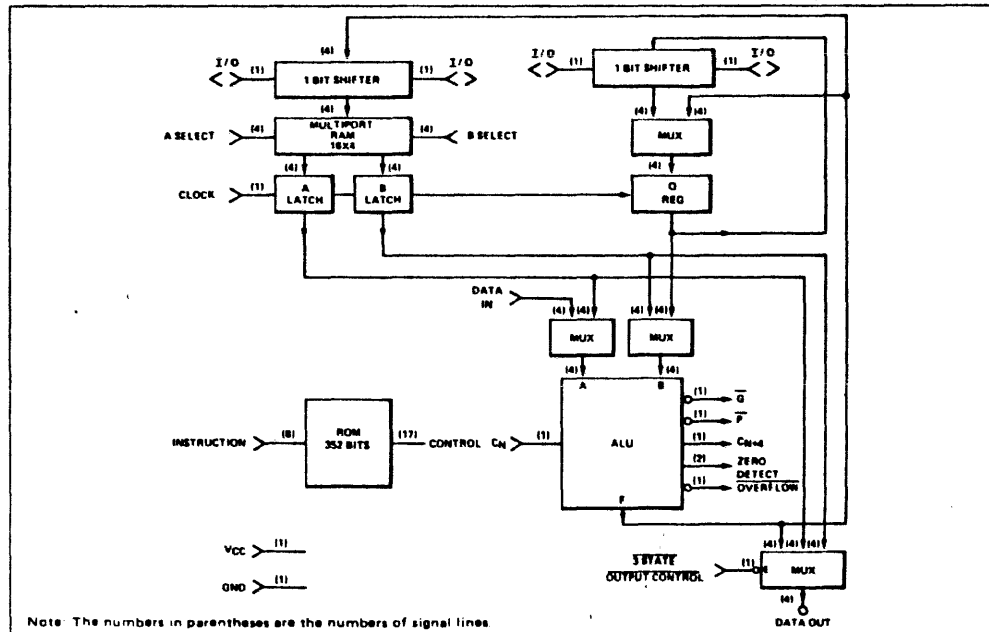 (4)
I/O
(1)
1 BIT SHIFTER
(1)
I/O
I/O
(1)
1 BIT SHIFTER
(1)
(4)
(4)
(4)
A SELECT
(4)
MULTIPORT
RAM
16X4
(4)
B SELECT
MUX
(4)
(4)
(4)
CLOCK
(1)
A
LATCH
B
LATCH
Q
REG
DATA
IN
(4)
(4)
(4)
(4)
MUX
MUX
(4)
(4)
A
B
INSTRUCTION
(6)
ROM
352 BITS
(17)
CONTROL
CN
(1)
ALU
F
(1)
G
(1)
P
(1)
CN+4
(2)
ZERO
DETECT
(1)
OVERFLOW
VCC
(1)
GND
(1)
(4)
(4)
(4)
3 STATE
OUTPUT CONTROL
(1)
E
MUX
(4)
DATA OUT
Note: The numbers in parentheses are the numbers of signal lines.